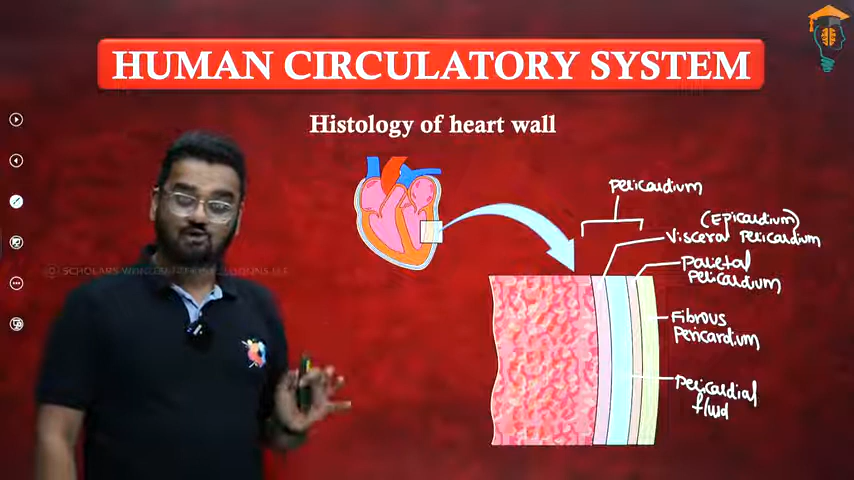 HUMAN CIRCULATORY SYSTEM
Histology of heart wall
Pericardium
(Epicardium)
Visceral Pericardium
Parietal
Pericardium
Fibrous
Pericardium
Pericardial
fluid